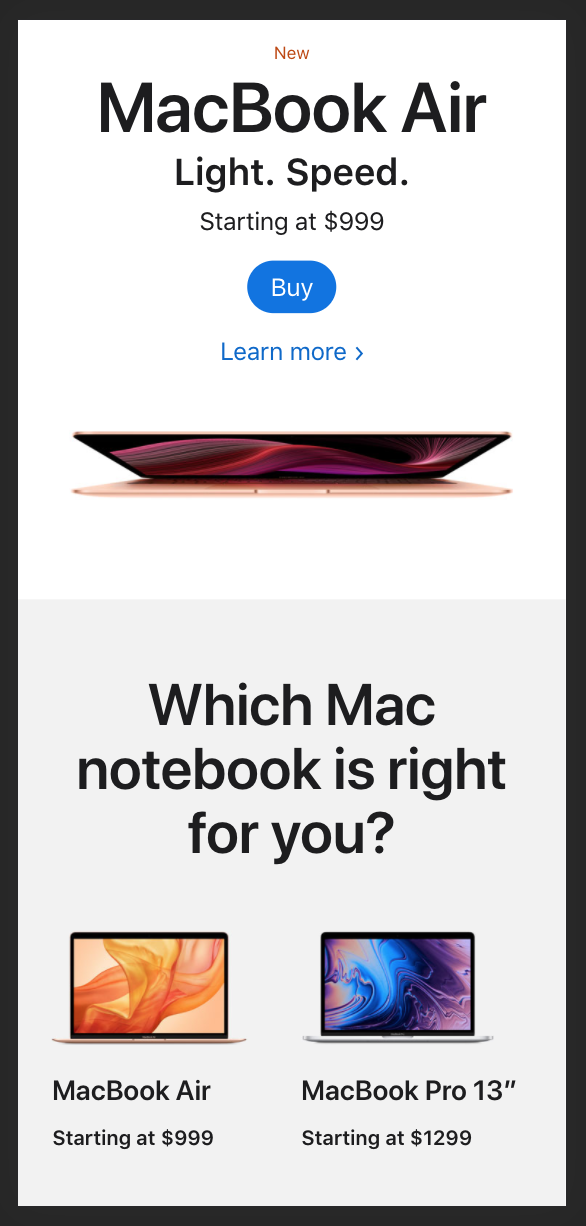 New
MacBook Air
Light. Speed.
Starting at $999
Buy
Learn more ›
Which Mac
notebook is right
for you?
MacBook Air
MacBook Pro 13”
Starting at $999
Starting at $1299